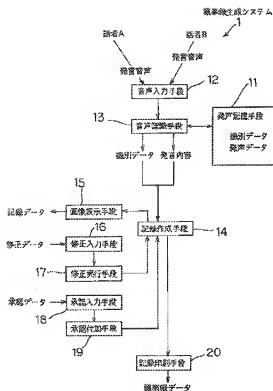 議事録生成システム
1
話者A
話者B
発言音声
発言音声
12
音声入力手段
11
13
音声認識手段
発声記憶手段
識別データ
発声データ
識別データ
発言内容
15
記録データ
画像表示手段
16
修正データ
修正入力手段
記録作成手段
14
17
修正実行手段
承認データ
承認入力手段
18
承認付加手段
19
20
記録印刷手段
議事録データ